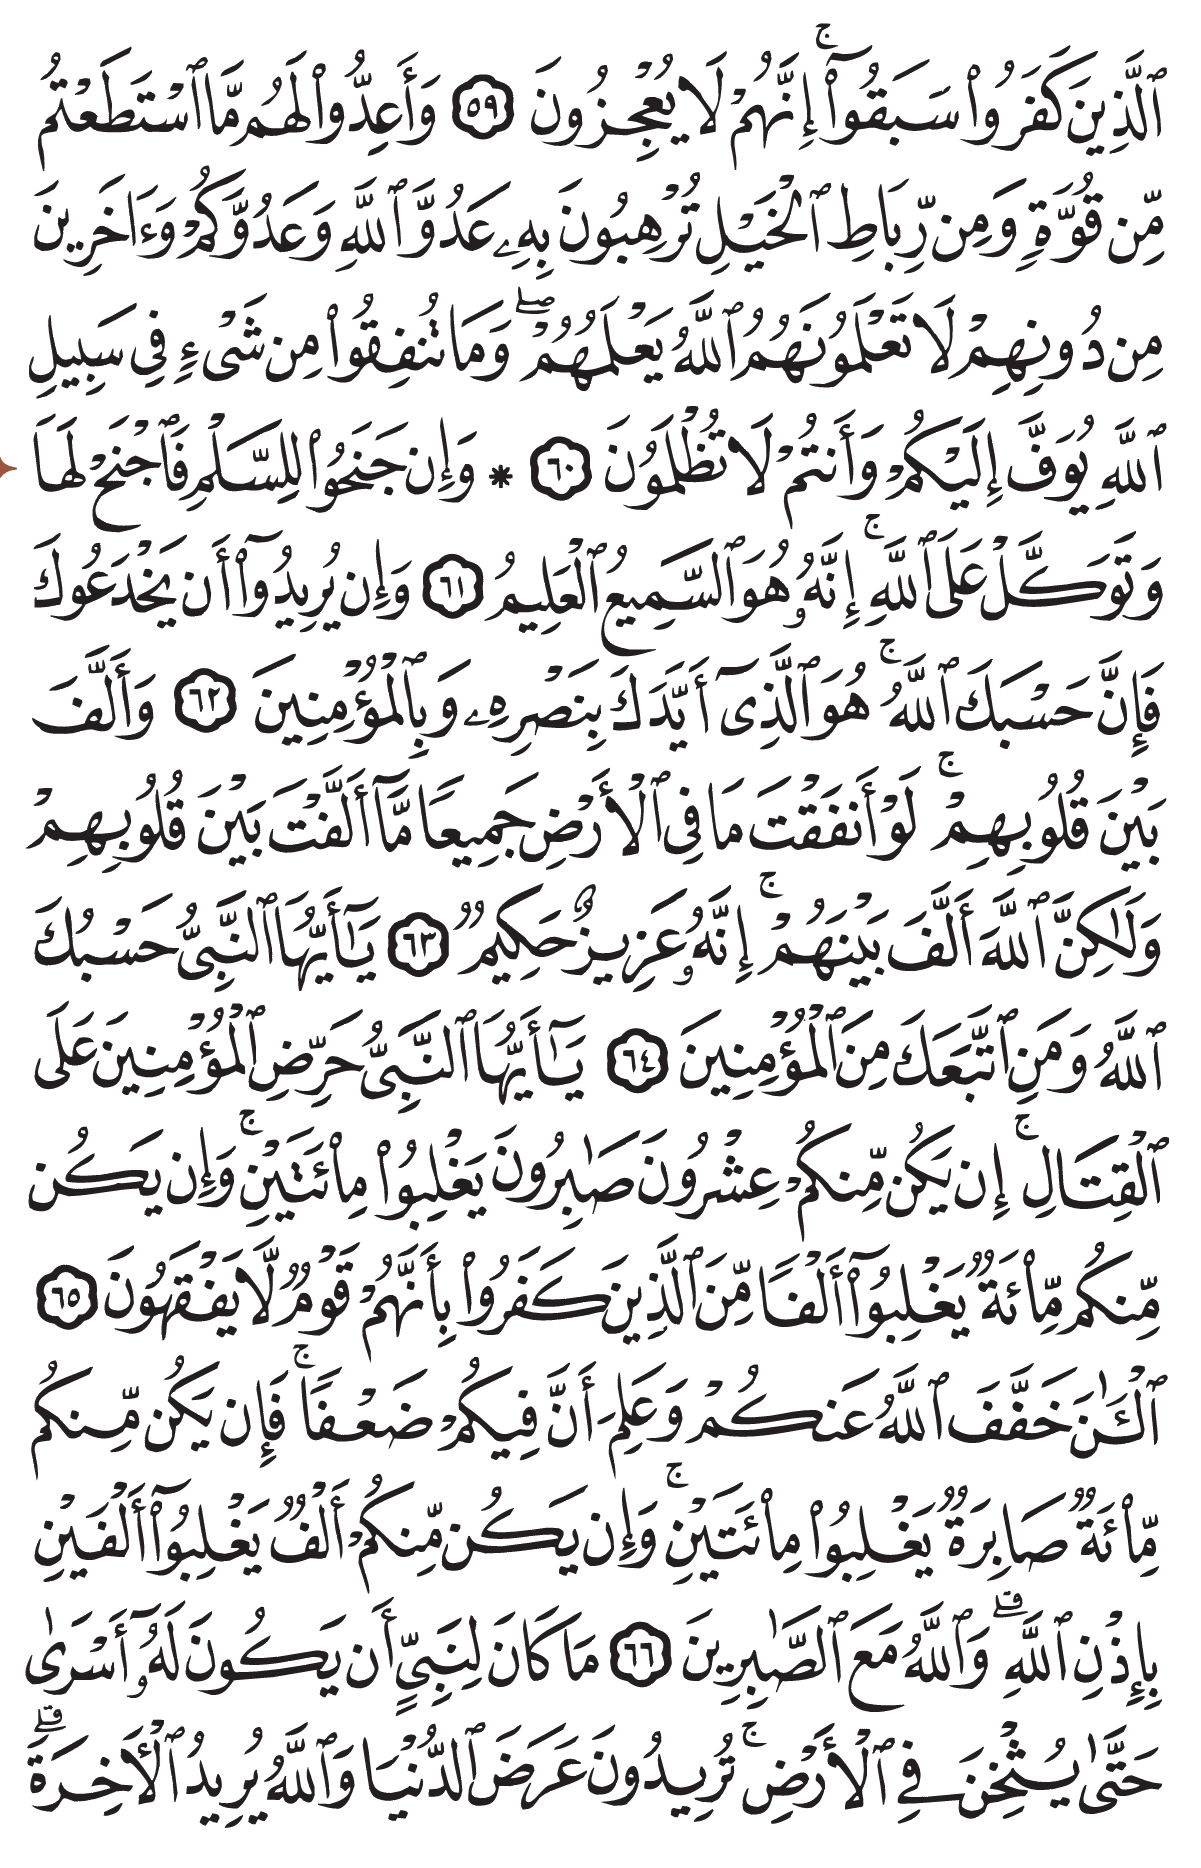 ٱلَّذِينَ كَفَرُوا۟ سَبَقُوٓا۟ ۚ إِنَّهُمْ لَا يُعْجِزُونَ ٥٩ وَأَعِدُّوا۟ لَهُم مَّا ٱسْتَطَعْتُم
مِّن قُوَّةٍ وَمِن رِّبَاطِ ٱلْخَيْلِ تُرْهِبُونَ بِهِۦ عَدُوَّ ٱللَّهِ وَعَدُوَّكُمْ وَءَاخَرِينَ
مِن دُونِهِمْ لَا تَعْلَمُونَهُمُ ٱللَّهُ يَعْلَمُهُمْ ۚ وَمَا تُنفِقُوا۟ مِن شَىْءٍ فِى سَبِيلِ
ٱللَّهِ يُوَفَّ إِلَيْكُمْ وَأَنتُمْ لَا تُظْلَمُونَ ٦٠ * وَإِن جَنَحُوا۟ لِلسَّلْمِ فَٱجْنَحْ لَهَا
وَتَوَكَّلْ عَلَى ٱللَّهِ ۚ إِنَّهُۥ هُوَ ٱلسَّمِيعُ ٱلْعَلِيمُ ٦١ وَإِن يُرِيدُوٓا۟ أَن يَخْدَعُوكَ
فَإِنَّ حَسْبَكَ ٱللَّهُ ۚ هُوَ ٱلَّذِىٓ أَيَّدَكَ بِنَصْرِهِۦ وَبِٱلْمُؤْمِنِينَ ٦٢ وَأَلَّفَ
بَيْنَ قُلُوبِهِمْ ۚ لَوْ أَنفَقْتَ مَا فِى ٱلْأَرْضِ جَمِيعًا مَّآ أَلَّفْتَ بَيْنَ قُلُوبِهِمْ
وَلَٰكِنَّ ٱللَّهَ أَلَّفَ بَيْنَهُمْ ۚ إِنَّهُۥ عَزِيزٌ حَكِيمٌ ٦٣ يَٰٓأَيُّهَا ٱلنَّبِىُّ حَسْبُكَ
ٱللَّهُ وَمَنِ ٱتَّبَعَكَ مِنَ ٱلْمُؤْمِنِينَ ٦٤ يَٰٓأَيُّهَا ٱلنَّبِىُّ حَرِّضِ ٱلْمُؤْمِنِينَ عَلَى
ٱلْقِتَالِ ۚ إِن يَكُن مِّنكُمْ عِشْرُونَ صَٰبِرُونَ يَغْلِبُوا۟ مِا۟ئَتَيْنِ ۚ وَإِن يَكُن
مِّنكُم مِّا۟ئَةٌ يَغْلِبُوٓا۟ أَلْفًا مِّنَ ٱلَّذِينَ كَفَرُوا۟ بِأَنَّهُمْ قَوْمٌ لَّا يَفْقَهُونَ ٦٥
ٱلْـَٰٔنَ خَفَّفَ ٱللَّهُ عَنكُمْ وَعَلِمَ أَنَّ فِيكُمْ ضَعْفًا ۚ فَإِن يَكُن مِّنكُم
مِّا۟ئَةٌ صَابِرَةٌ يَغْلِبُوا۟ مِا۟ئَتَيْنِ ۚ وَإِن يَكُن مِّنكُمْ أَلْفٌ يَغْلِبُوٓا۟ أَلْفَيْنِ
بِإِذْنِ ٱللَّهِ ۗ وَٱللَّهُ مَعَ ٱلصَّٰبِرِينَ ٦٦ مَا كَانَ لِنَبِىٍّ أَن يَكُونَ لَهُۥٓ أَسْرَىٰ
حَتَّىٰ يُثْخِنَ فِى ٱلْأَرْضِ ۚ تُرِيدُونَ عَرَضَ ٱلدُّنْيَا وَٱللَّهُ يُرِيدُ ٱلْـَٔاخِرَةَ ۗ